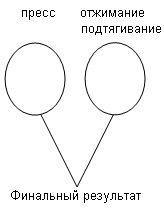 пресс отжимание
подтягивание
Финальный результат